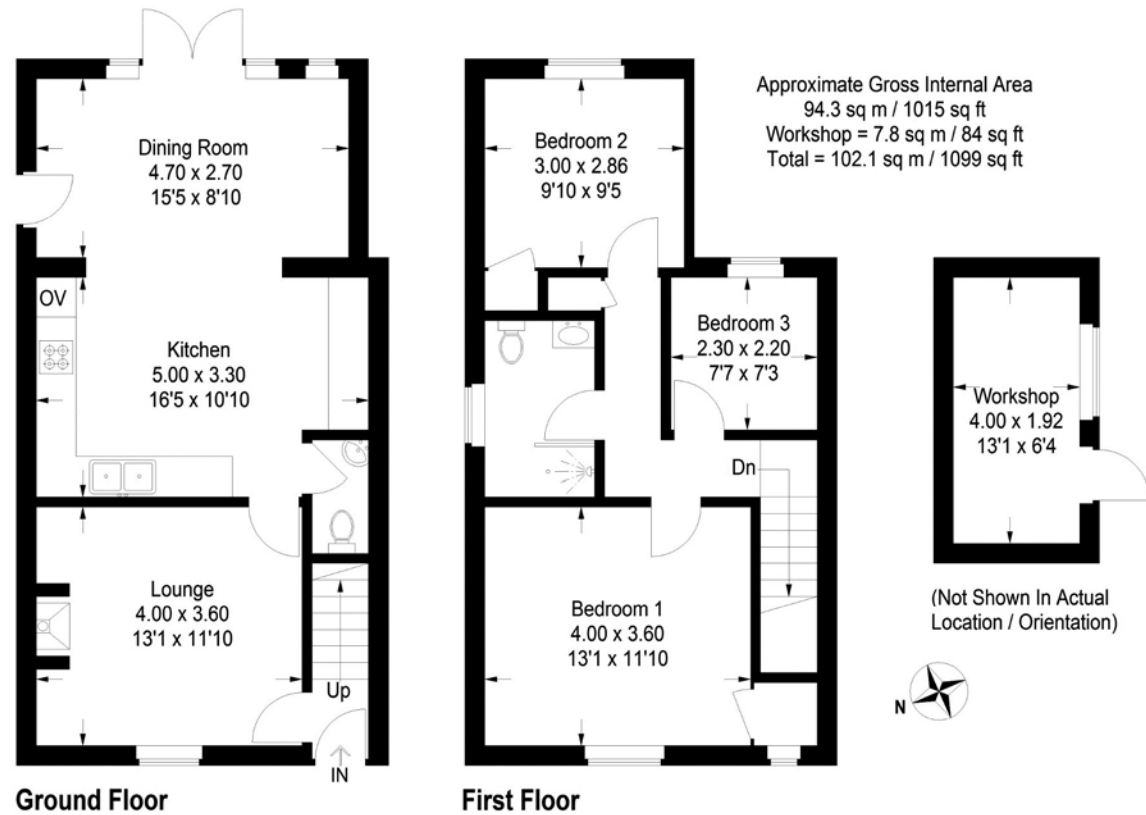 Dining Room
4.70 x 2.70
15'5 x 8'10
OV
Kitchen
5.00 x 3.30
16'5 x 10'10
Lounge
4.00 x 3.60
13'1 x 11'10
Up
IN
Ground Floor
Bedroom 2
3.00 x 2.86
9'10 x 9'5
Bedroom 3
2.30 x 2.20
7'7 x 7'3
Dn
Bedroom 1
4.00 x 3.60
13'1 x 11'10
First Floor
Approximate Gross Internal Area
94.3 sq m / 1015 sq ft
Workshop = 7.8 sq m / 84 sq ft
Total = 102.1 sq m / 1099 sq ft
Workshop
4.00 x 1.92
13'1 x 6'4
(Not Shown In Actual
Location / Orientation)
N